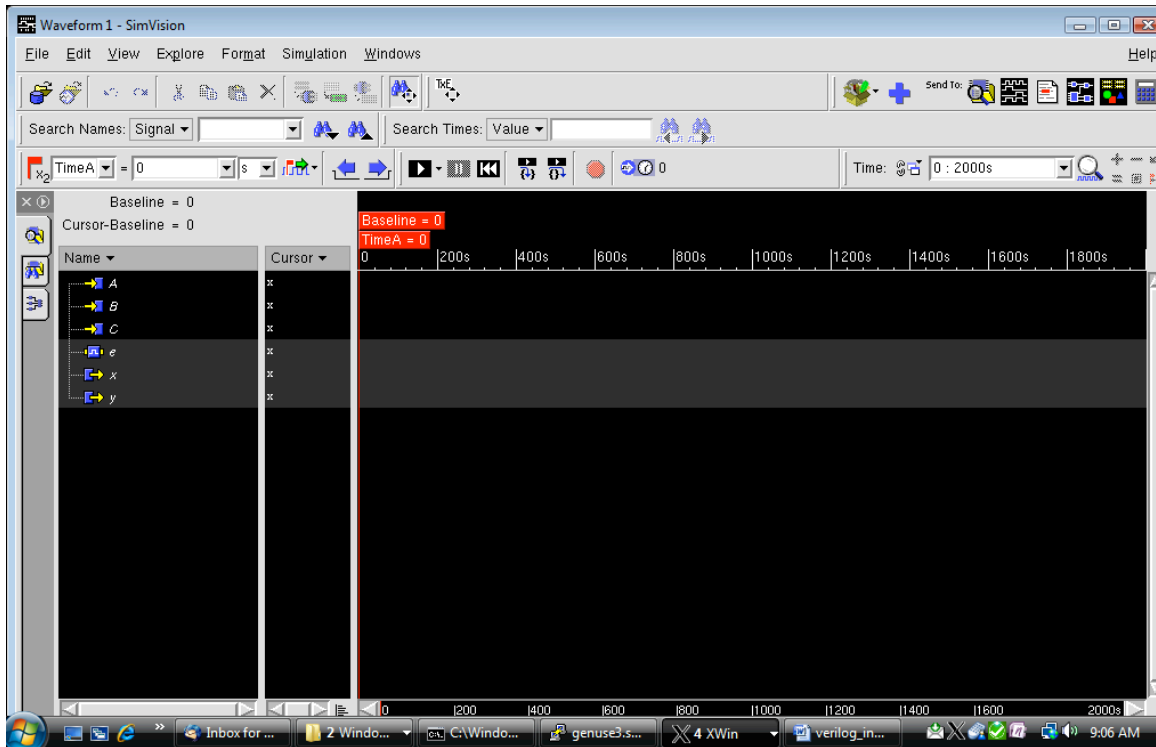 Waveform 1 - SimVision
File Edit View Explore Format Simulation Windows Help
TxE Send To:
Search Names: Signal Search Times: Value
X2 TimeA = 0 s 0 Time: 0 : 2000s
Baseline = 0
Cursor-Baseline = 0
Baseline = 0
TimeA = 0
Name Cursor 0 200s 400s 600s 800s 1000s 1200s 1400s 1600s 1800s
A x
B x
C x
e x
x x
y x
0 200 400 600 800 1000 1200 1400 1600 2000s
Inbox for ... 2 Windo... C:\Windo... genuse3.s... 4 XWin verilog_in... 9:06 AM